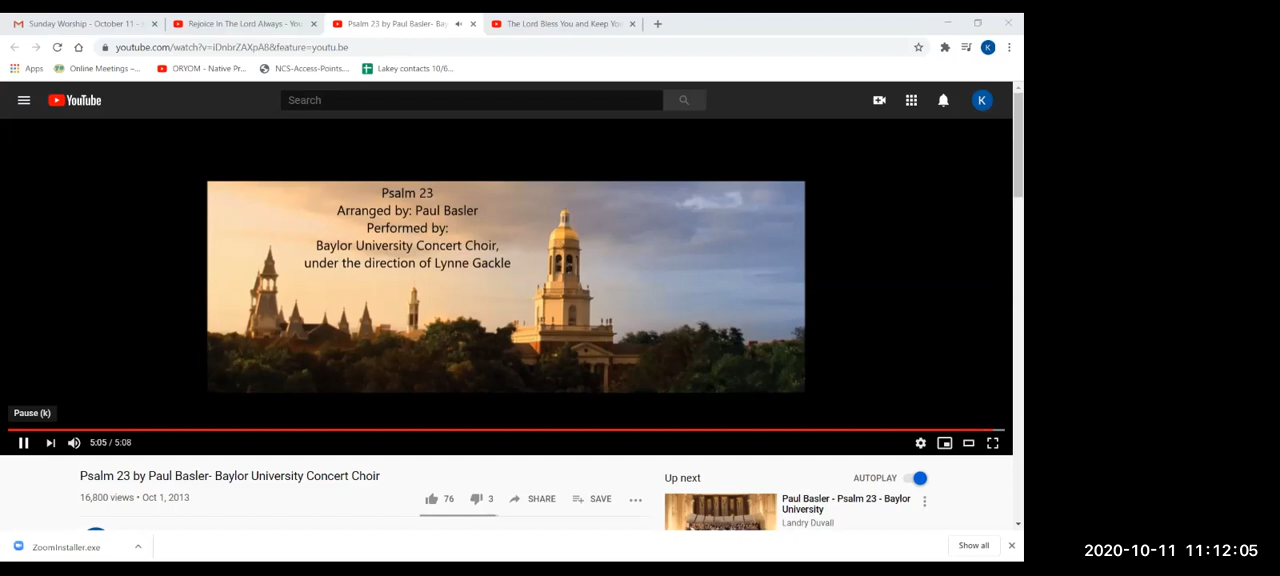 Sunday Worship - October 11 -
Rejoice In The Lord Always - You
Psalm 23 by Paul Basler- Bay
The Lord Bless You and Keep You
youtube.com/watch?v=iDnbrZAXpA8&feature=youtu.be
K
Apps
Online Meetings –...
ORYOM - Native Pr...
NCS-Access-Points....
Lakey contacts 10/6...
YouTube
Search
K
Psalm 23
Arranged by: Paul Basler
Performed by:
Baylor University Concert Choir,
under the direction of Lynne Gackle
Pause (k)
5:05 / 5:08
Psalm 23 by Paul Basler- Baylor University Concert Choir
16,800 views • Oct 1, 2013
76
3
SHARE
SAVE
Up next
AUTOPLAY
Paul Basler - Psalm 23 - Baylor
University
Landry Duvall
ZoomInstaller.exe
Show all
2020-10-11 11:12:05